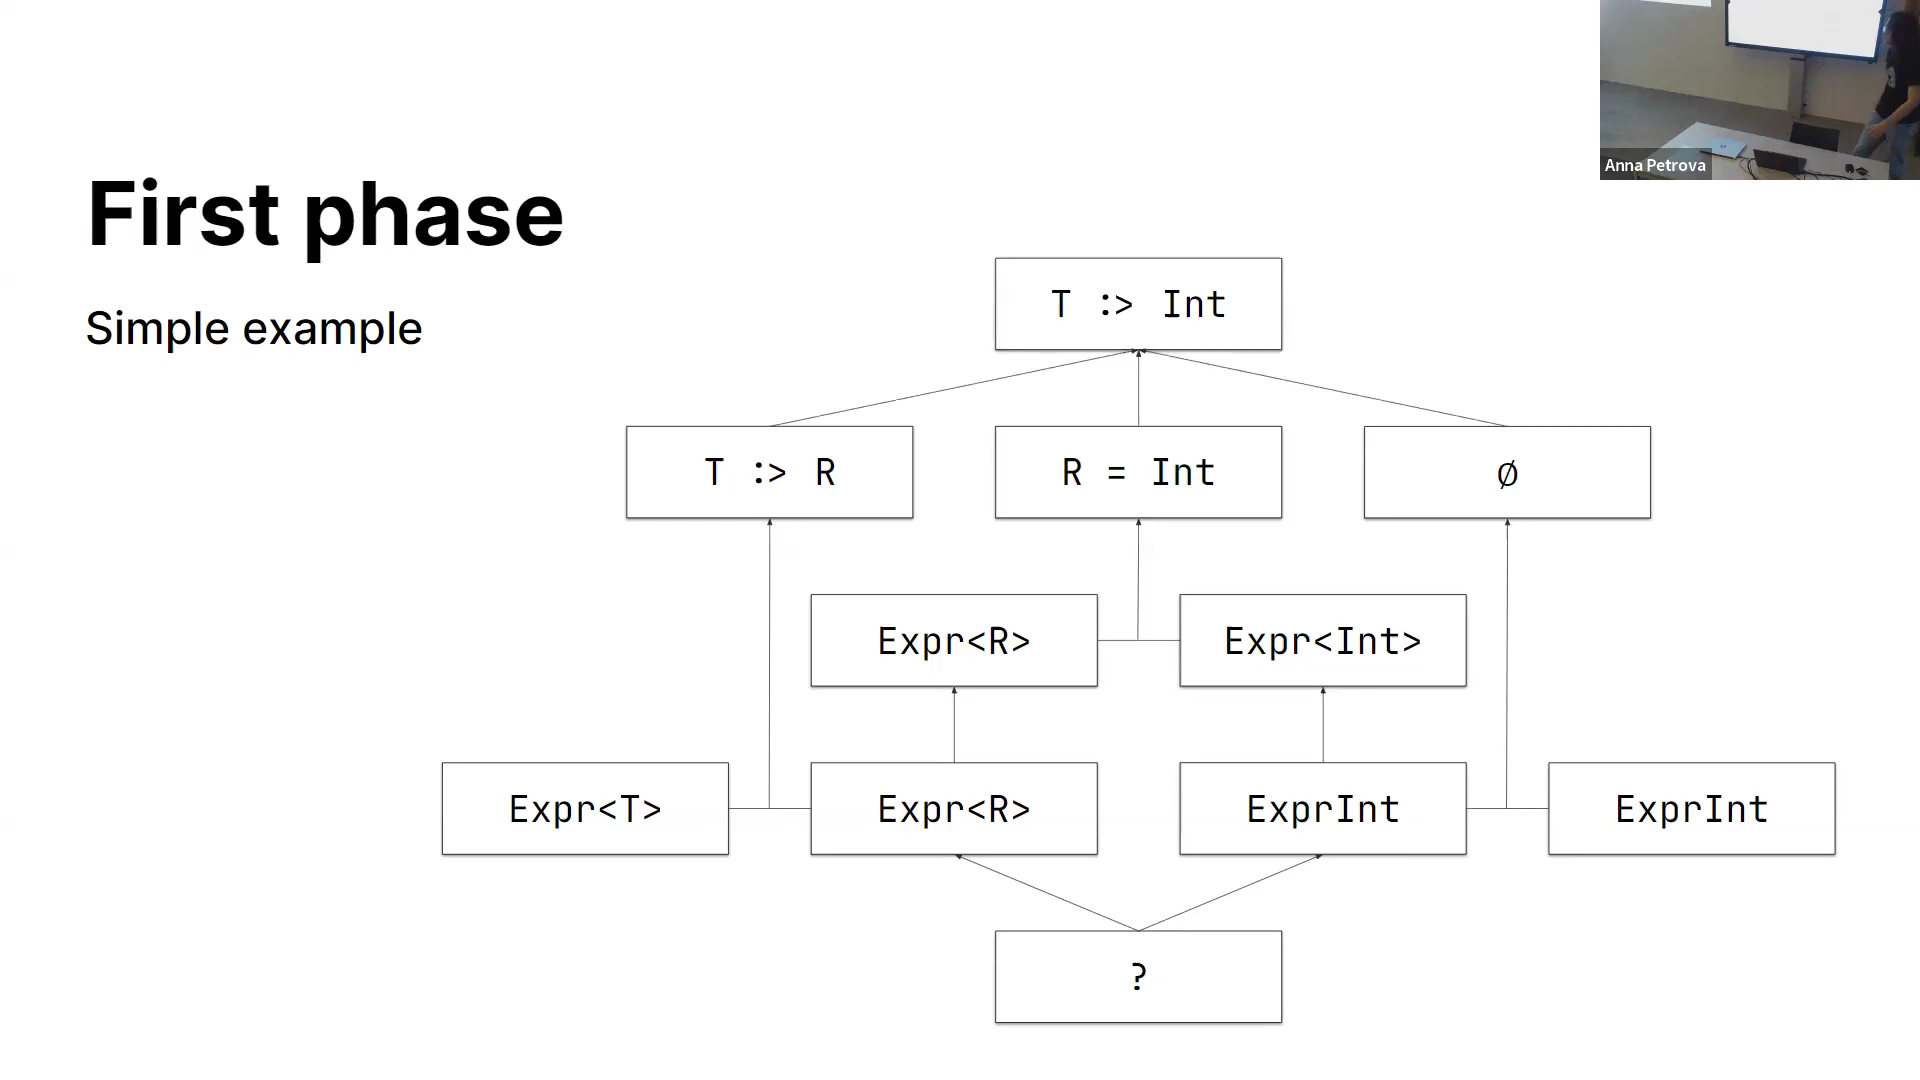 Anna Petrova
First phase
Simple example
T :> Int
T :> R
R = Int
∅
Expr<R>
Expr<Int>
Expr<T>
Expr<R>
ExprInt
ExprInt
?